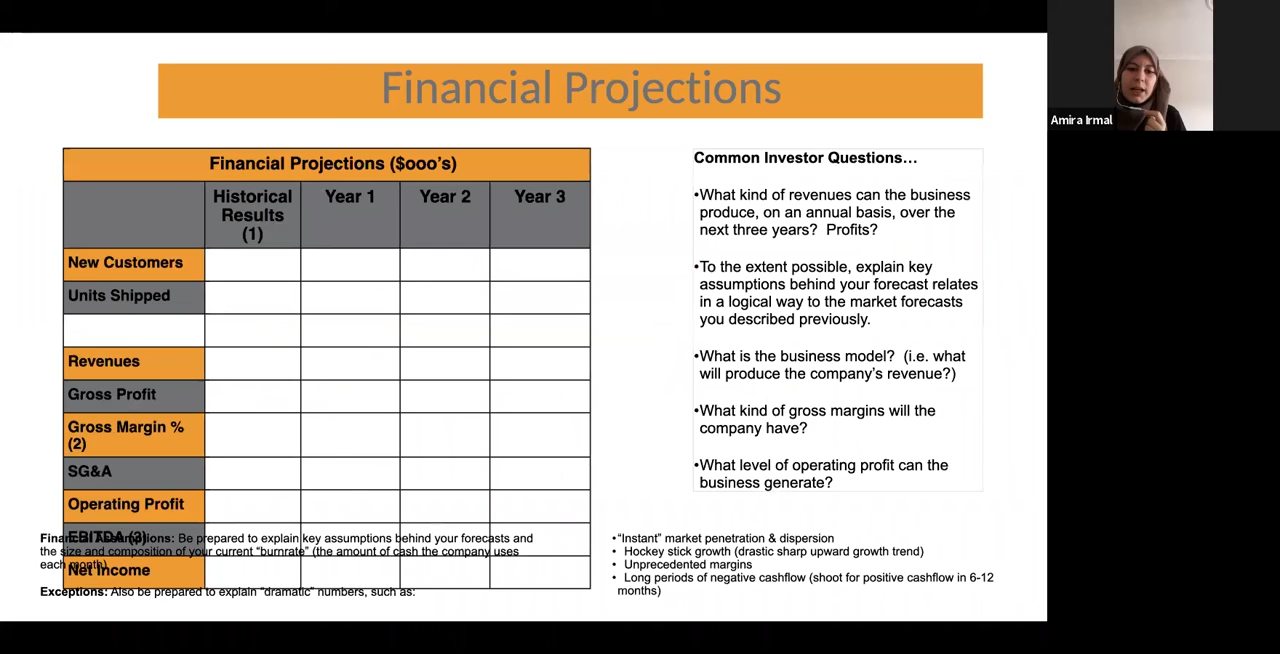 Financial Projections
Amira Irmal
Financial Projections ($ooo's)
Historical Results (1) Year 1 Year 2 Year 3
New Customers
Units Shipped
Revenues
Gross Profit
Gross Margin % (2)
SG&A
Operating Profit
EBITDA (3)
Net Income
Common Investor Questions…
•What kind of revenues can the business
produce, on an annual basis, over the
next three years?  Profits?
•To the extent possible, explain key
assumptions behind your forecast relates
in a logical way to the market forecasts
you described previously.
•What is the business model?  (i.e. what
will produce the company's revenue?)
•What kind of gross margins will the
company have?
•What level of operating profit can the
business generate?
Financial Assumptions: Be prepared to explain key assumptions behind your forecasts and
the size and composition of your current "burnrate" (the amount of cash the company uses
each month)
Exceptions: Also be prepared to explain "dramatic" numbers, such as:
•"Instant" market penetration & dispersion
• Hockey stick growth (drastic sharp upward growth trend)
• Unprecedented margins
• Long periods of negative cashflow (shoot for positive cashflow in 6-12
months)